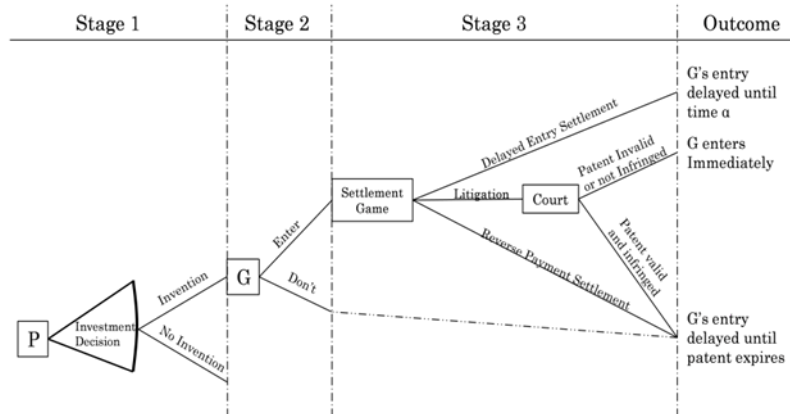 Stage 1
Stage 2
Stage 3
Outcome
G's entry
delayed until
time α
Delayed Entry Settlement
Patent Invalid
or not Infringed
G enters
Immediately
Settlement
Game
Litigation
Court
Enter
Reverse Payment Settlement
Patent valid
and infringed
Invention
G
Don't
P
Investment
Decision
No Invention
G's entry
delayed until
patent expires